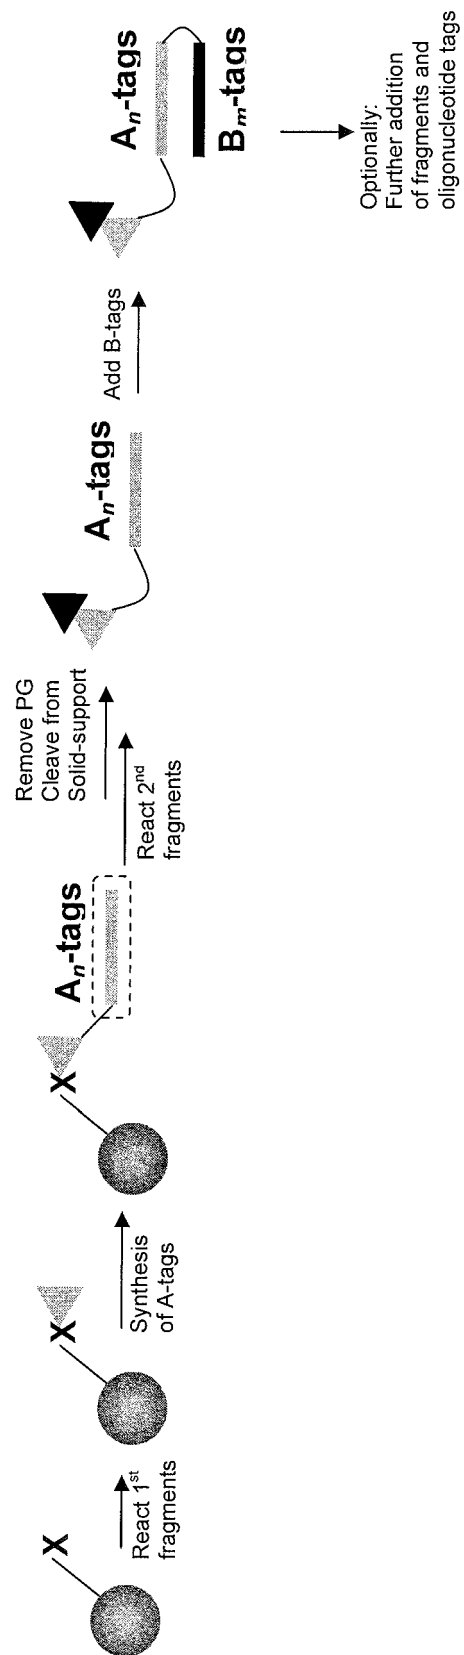 X
React 1st
fragments
X
Synthesis
of A-tags
X
An-tags
Remove PG
Cleave from
Solid-support
React 2nd
fragments
An-tags
Add B-tags
An-tags
Bm-tags
Optionally:
Further addition
of fragments and
oligonucleotide tags